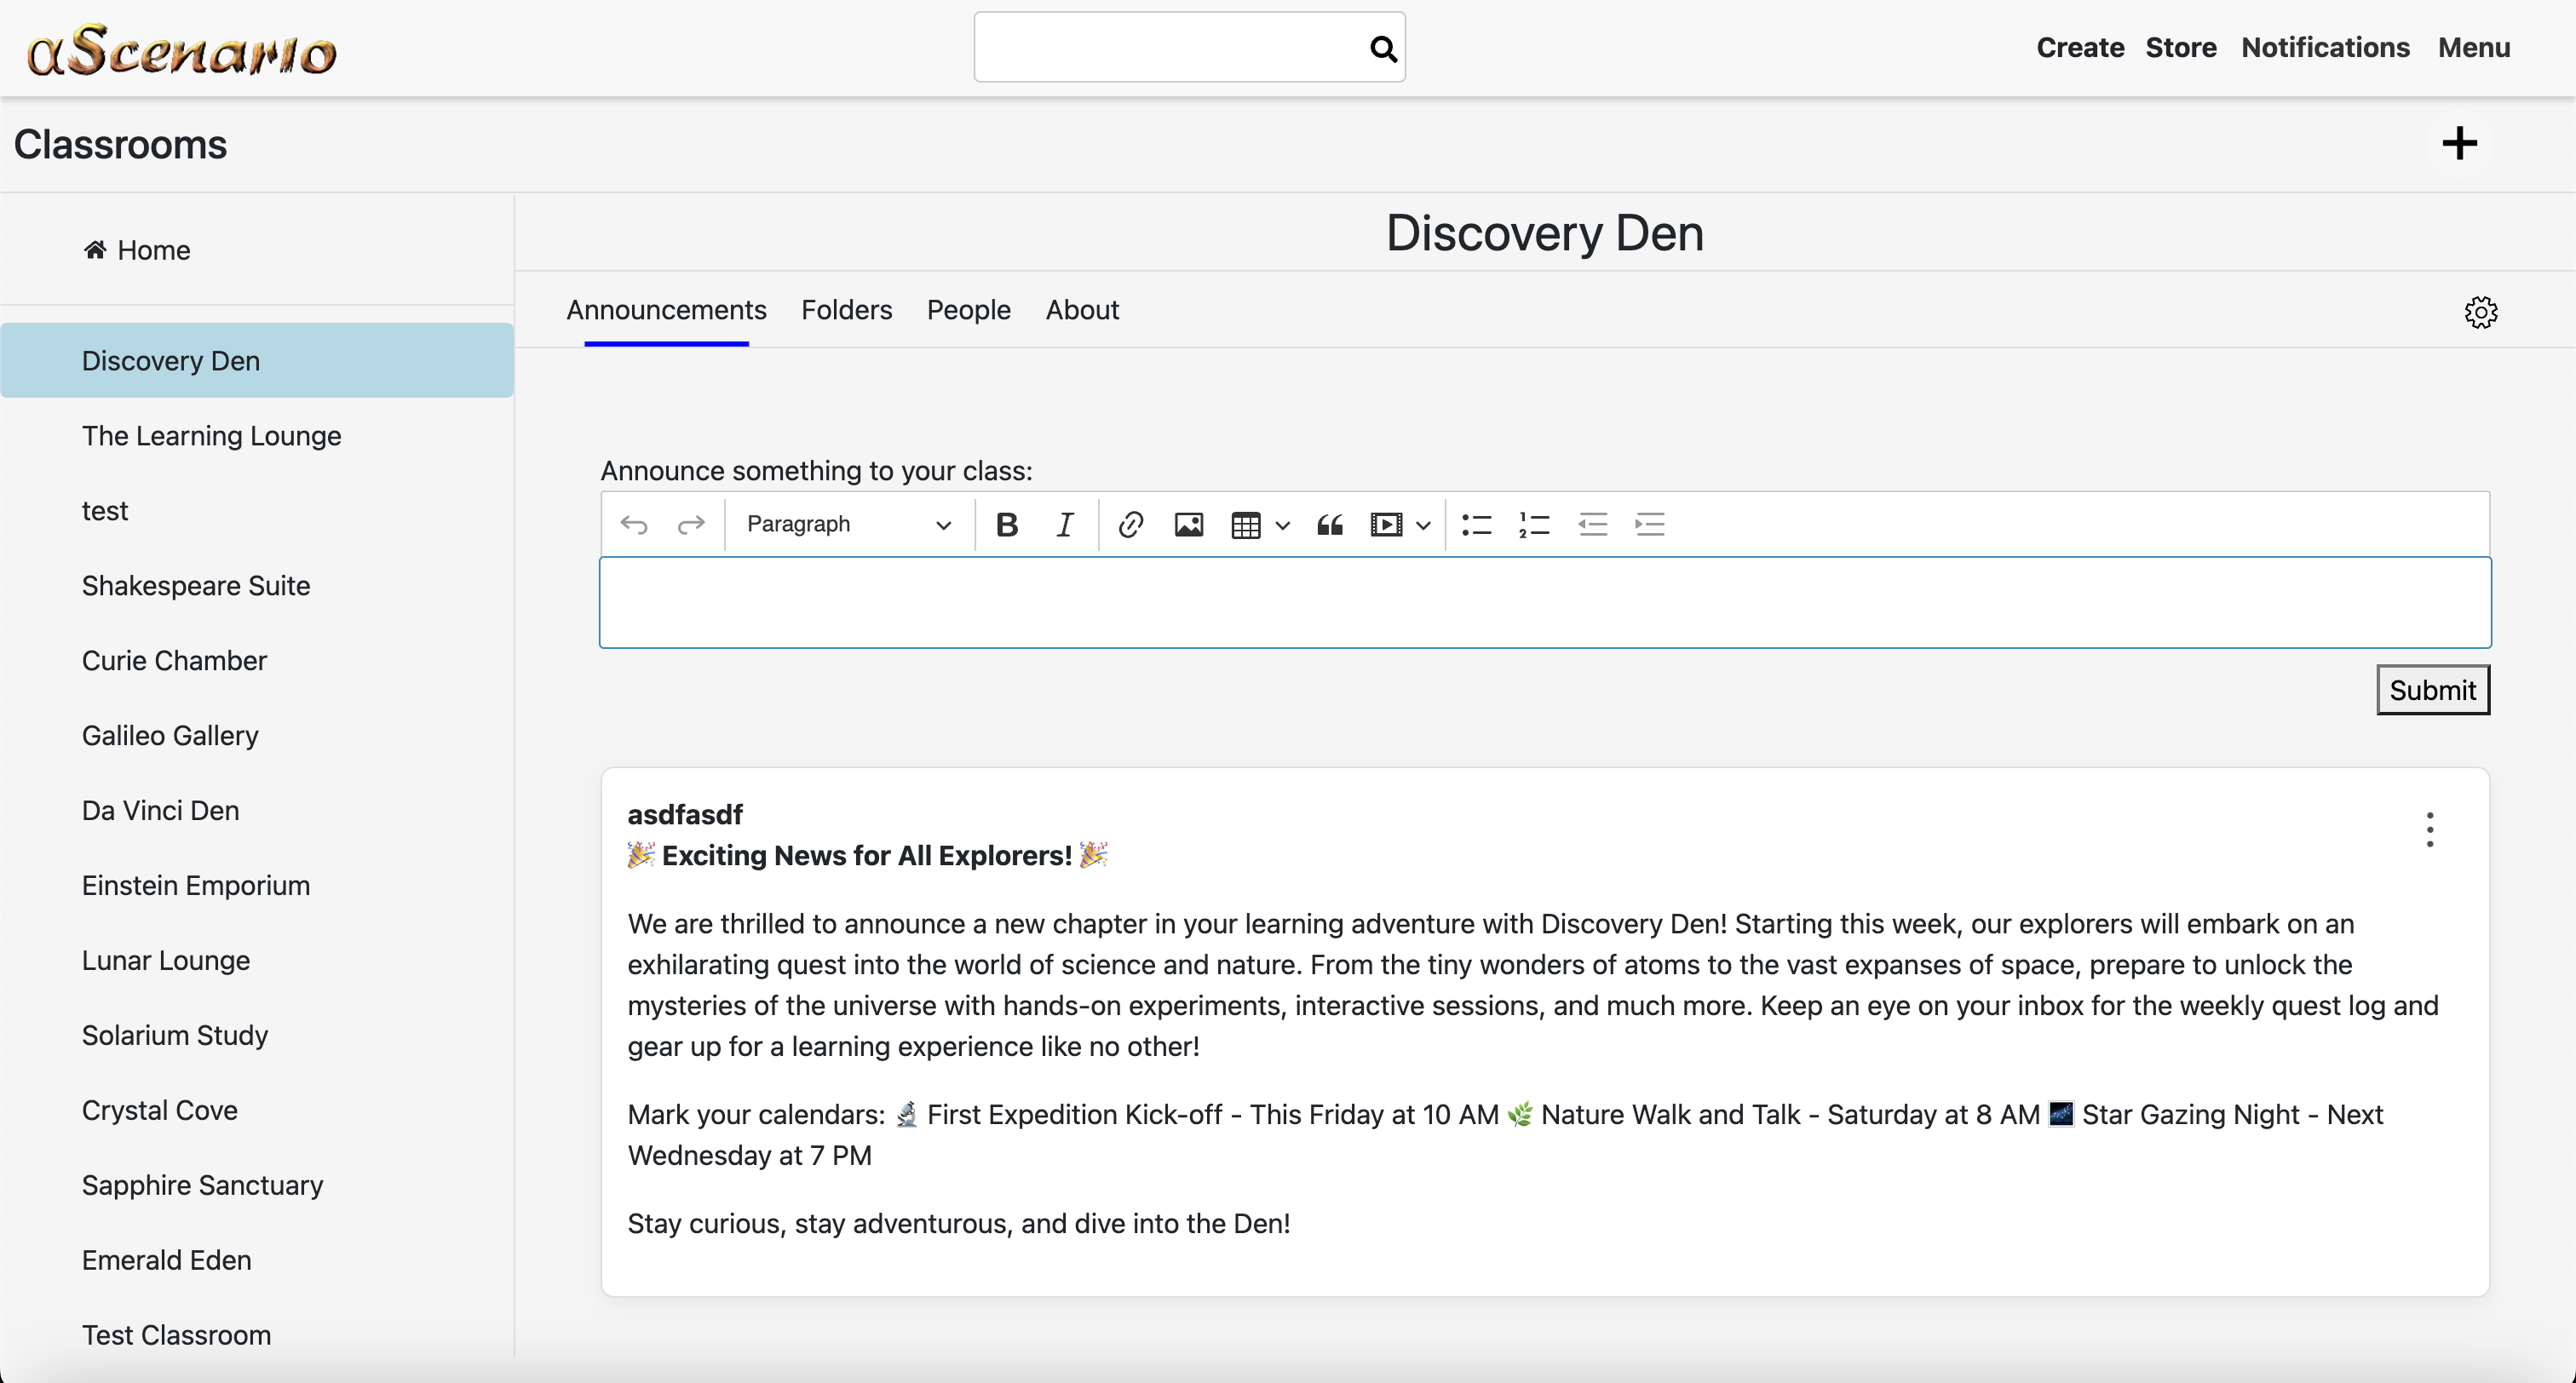 αScenario
Create Store Notifications Menu
Classrooms
Home
Discovery Den
The Learning Lounge
test
Shakespeare Suite
Curie Chamber
Galileo Gallery
Da Vinci Den
Einstein Emporium
Lunar Lounge
Solarium Study
Crystal Cove
Sapphire Sanctuary
Emerald Eden
Test Classroom
Discovery Den
Announcements Folders People About
Announce something to your class:
Paragraph
Submit
asdfasdf
🎉 Exciting News for All Explorers! 🎉
We are thrilled to announce a new chapter in your learning adventure with Discovery Den! Starting this week, our explorers will embark on an
exhilarating quest into the world of science and nature. From the tiny wonders of atoms to the vast expanses of space, prepare to unlock the
mysteries of the universe with hands-on experiments, interactive sessions, and much more. Keep an eye on your inbox for the weekly quest log and
gear up for a learning experience like no other!
Mark your calendars: 🔬 First Expedition Kick-off - This Friday at 10 AM 🌿 Nature Walk and Talk - Saturday at 8 AM 🌌 Star Gazing Night - Next
Wednesday at 7 PM
Stay curious, stay adventurous, and dive into the Den!